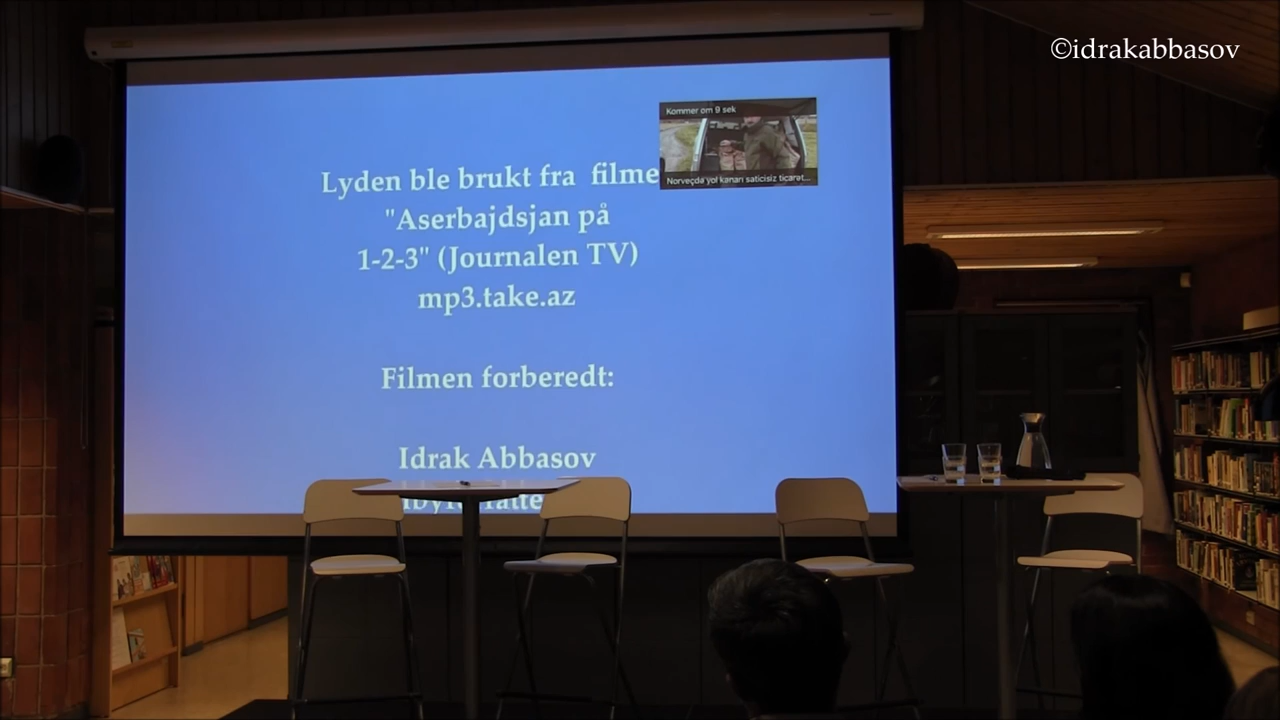 ©idrakabbasov
Kommer om 9 sek
Norveçdə yol kənarı satıcısız ticarət...
Lyden ble brukt fra filme
"Aserbajdsjan på
1-2-3" (Journalen TV)
mp3.take.az
Filmen forberedt:
Idrak Abbasov